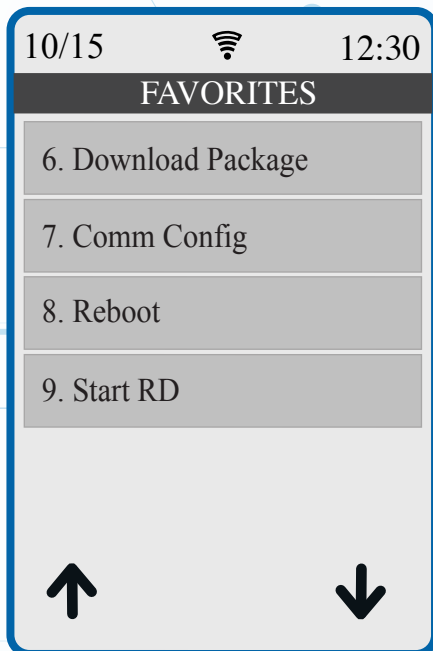 10/15 12:30
FAVORITES
6. Download Package
7. Comm Config
8. Reboot
9. Start RD